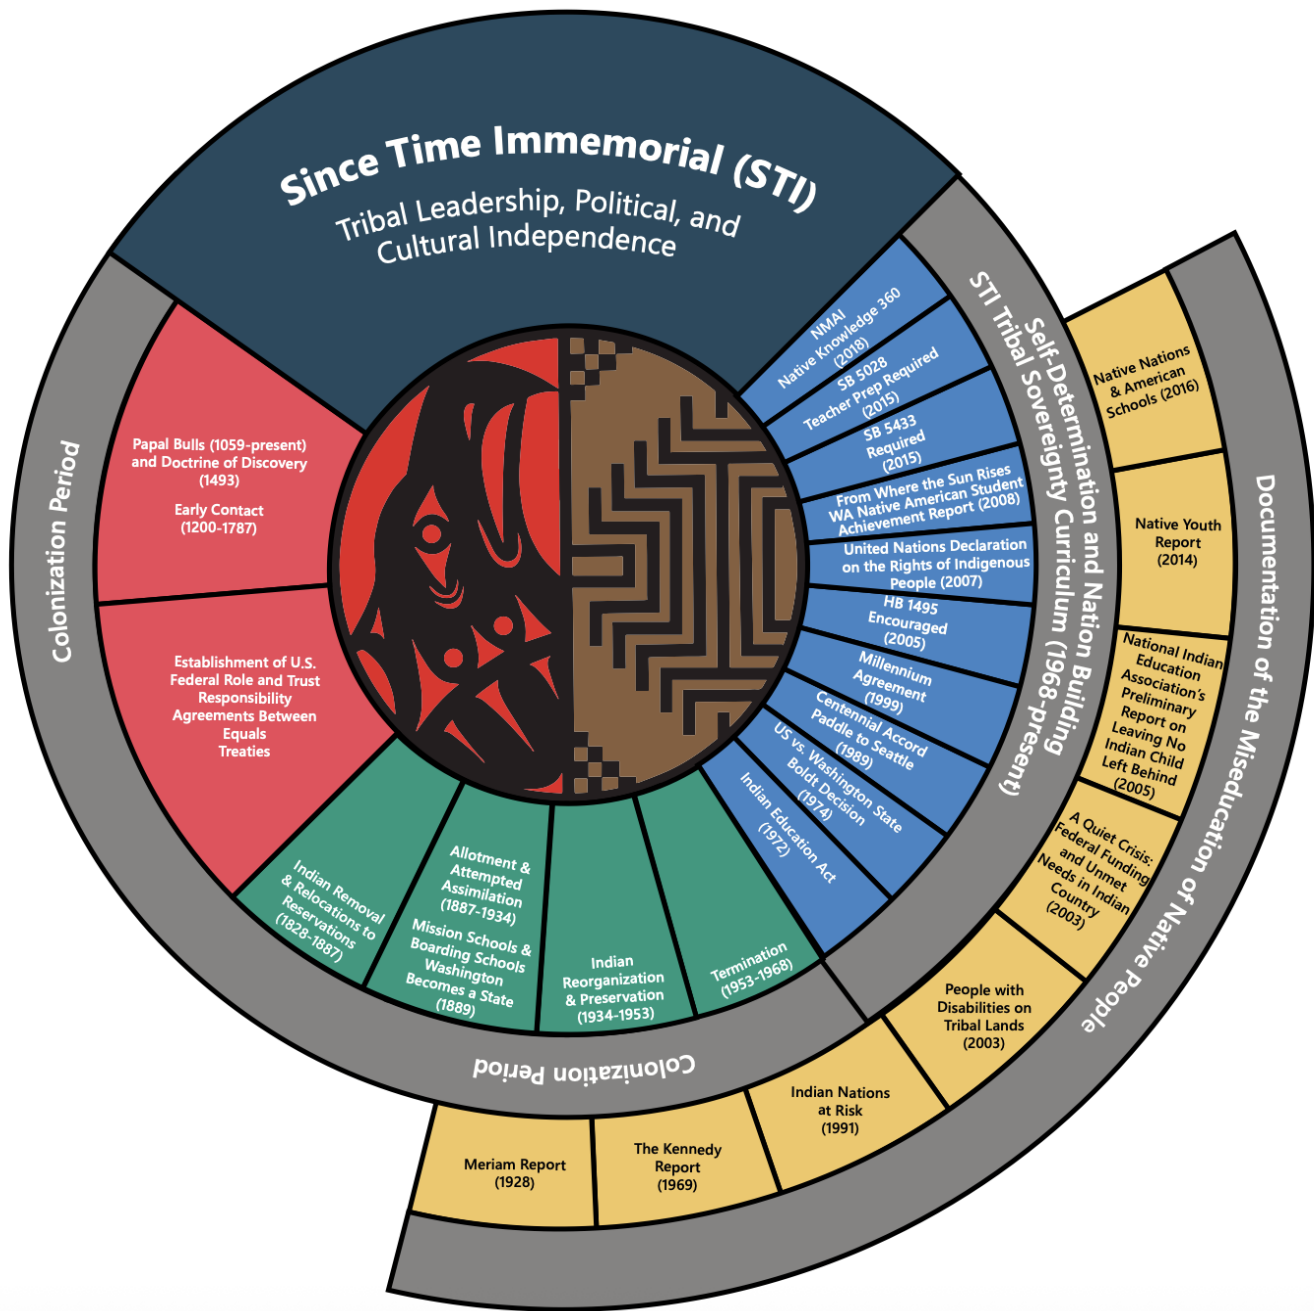 Since Time Immemorial (STI)
Tribal Leadership, Political, and
Cultural Independence
Colonization Period
Papal Bulls (1059-present)
and Doctrine of Discovery
(1493)
Early Contact
(1200-1787)
Establishment of U.S.
Federal Role and Trust
Responsibility
Agreements Between
Equals
Treaties
Indian Removal
& Relocations to
Reservations
(1828-1887)
Allotment &
Attempted
Assimilation
(1887-1934)
Mission Schools &
Boarding Schools
Washington
Becomes a State
(1889)
Indian
Reorganization
& Preservation
(1934-1953)
Termination
(1953-1968)
Colonization Period
Indian Education Act
(1972)
US vs. Washington State
Boldt Decision
(1974)
Centennial Accord
Paddle to Seattle
(1989)
Millennium
Agreement
(1999)
HB 1495
Encouraged
(2005)
United Nations Declaration
on the Rights of Indigenous
People (2007)
From Where the Sun Rises
WA Native American Student
Achievement Report (2008)
SB 5433
Required
(2015)
SB 5028
Teacher Prep Required
(2015)
NMAI
Native Knowledge 360
(2018)
Self-Determination and Nation Building
STI Tribal Sovereignty Curriculum (1968-present)
Meriam Report
(1928)
The Kennedy
Report
(1969)
Indian Nations
at Risk
(1991)
People with
Disabilities on
Tribal Lands
(2003)
A Quiet Crisis:
Federal Funding
and Unmet
Needs in Indian
Country
(2003)
National Indian
Education
Association's
Preliminary
Report on
Leaving No
Indian Child
Left Behind
(2005)
Native Youth
Report
(2014)
Native Nations
& American
Schools (2016)
Documentation of the Miseducation of Native People